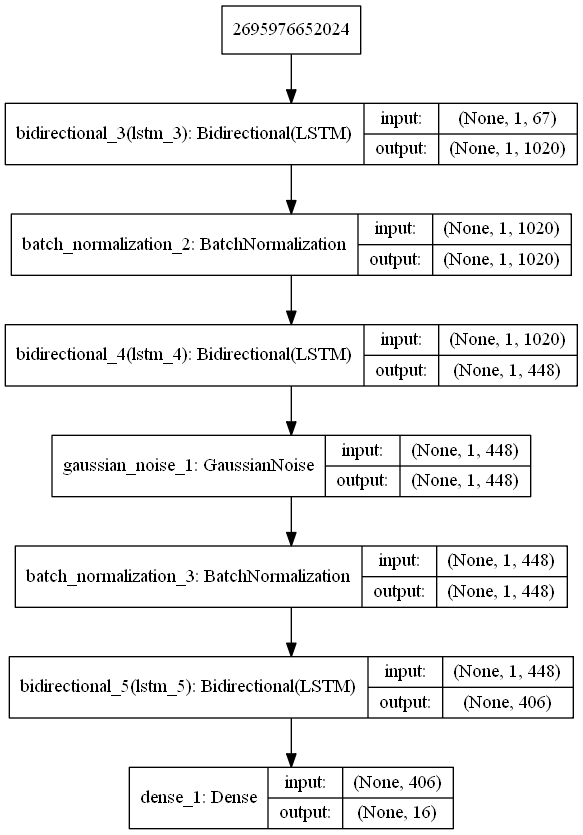 2695976652024
bidirectional_3(lstm_3): Bidirectional(LSTM)
input: (None, 1, 67)
output: (None, 1, 1020)
batch_normalization_2: BatchNormalization
input: (None, 1, 1020)
output: (None, 1, 1020)
bidirectional_4(lstm_4): Bidirectional(LSTM)
input: (None, 1, 1020)
output: (None, 1, 448)
gaussian_noise_1: GaussianNoise
input: (None, 1, 448)
output: (None, 1, 448)
batch_normalization_3: BatchNormalization
input: (None, 1, 448)
output: (None, 1, 448)
bidirectional_5(lstm_5): Bidirectional(LSTM)
input: (None, 1, 448)
output: (None, 406)
dense_1: Dense
input: (None, 406)
output: (None, 16)